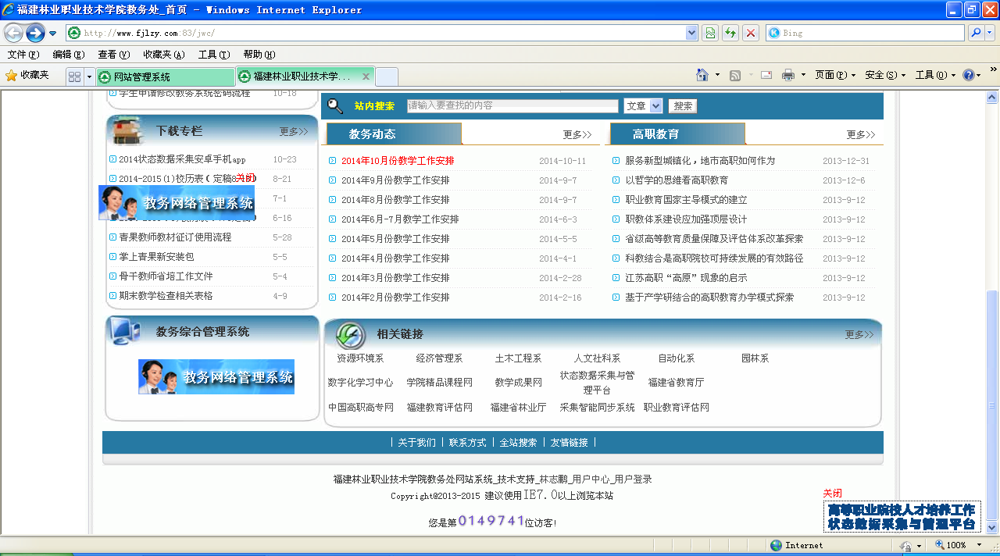 福建林业职业技术学院教务处_首页 - Windows Internet Explorer
http://www.fjlzy.com:83/jwc/
Bing
文件(F) 编辑(E) 查看(V) 收藏夹(A) 工具(T) 帮助(H)
收藏夹
网站管理系统
福建林业职业技术学...
页面(P) 安全(S) 工具(O)
学生申请修改教务系统密码流程 10-18
站内搜索 请输入要查找的内容 文章 搜索
下载专栏 更多>>
2014状态数据采集安卓手机app 10-23
2014-2015(1)校历表( 定稿8 8-21
关闭
7-1
教务网络管理系统
6-16
青果教师教材征订使用流程 5-28
掌上青果新安装包 5-5
骨干教师省培工作文件 5-4
期末教学检查相关表格 4-9
教务动态 更多>>
2014年10月份教学工作安排 2014-10-11
2014年9月份教学工作安排 2014-9-7
2014年8月份教学工作安排 2014-9-7
2014年6月-7月教学工作安排 2014-6-3
2014年5月份教学工作安排 2014-5-5
2014年4月份教学工作安排 2014-4-1
2014年3月份教学工作安排 2014-2-28
2014年2月份教学工作安排 2014-2-16
高职教育 更多>>
服务新型城镇化，地市高职如何作为 2013-12-31
以哲学的思维看高职教育 2013-12-6
职业教育国家主导模式的建立 2013-9-12
职教体系建设应加强顶层设计 2013-9-12
省级高等教育质量保障及评估体系改革探索 2013-9-12
科教结合是高职院校可持续发展的有效路径 2013-9-12
江苏高职“高原”现象的启示 2013-9-12
基于产学研结合的高职教育办学模式探索 2013-9-12
教务综合管理系统
教务网络管理系统
相关链接 更多>>
资源环境系 经济管理系 土木工程系 人文社科系 自动化系 园林系
数字化学习中心 学院精品课程网 教学成果网 状态数据采集与管理平台 福建省教育厅
中国高职高专网 福建教育评估网 福建省林业厅 采集智能同步系统 职业教育评估网
| 关于我们 | 联系方式 | 全站搜索 | 友情链接 |
福建林业职业技术学院教务处网站系统_技术支持_林志鹏_用户中心_用户登录
Copyright@2013-2015 建议使用IE7.0以上浏览本站
您是第0149741位访客!
关闭
高等职业院校人才培养工作
状态数据采集与管理平台
Internet 100%